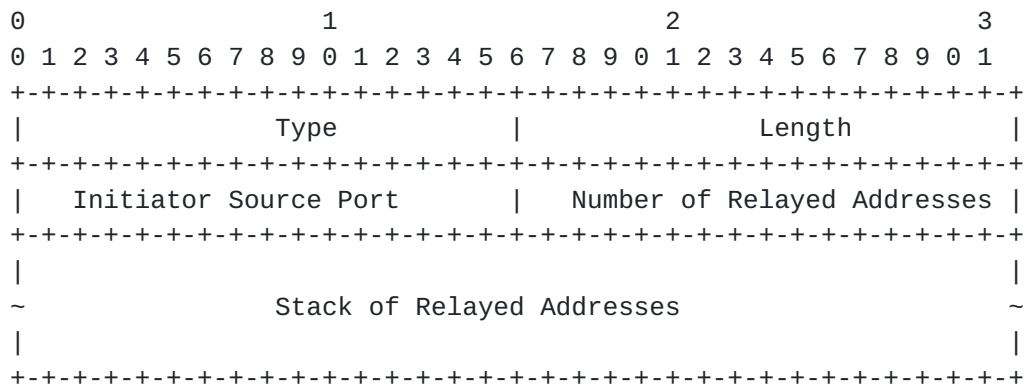 0                   1                     2                   3
0 1 2 3 4 5 6 7 8 9 0 1 2 3 4 5 6 7 8 9 0 1 2 3 4 5 6 7 8 9 0 1
+-+-+-+-+-+-+-+-+-+-+-+-+-+-+-+-+-+-+-+-+-+-+-+-+-+-+-+-+-+-+-+-+
|                Type           |               Length          |
+-+-+-+-+-+-+-+-+-+-+-+-+-+-+-+-+-+-+-+-+-+-+-+-+-+-+-+-+-+-+-+-+
|   Initiator Source Port       |   Number of Relayed Addresses |
+-+-+-+-+-+-+-+-+-+-+-+-+-+-+-+-+-+-+-+-+-+-+-+-+-+-+-+-+-+-+-+-+
|                                                               |
~                Stack of Relayed Addresses                     ~
|                                                               |
+-+-+-+-+-+-+-+-+-+-+-+-+-+-+-+-+-+-+-+-+-+-+-+-+-+-+-+-+-+-+-+-+